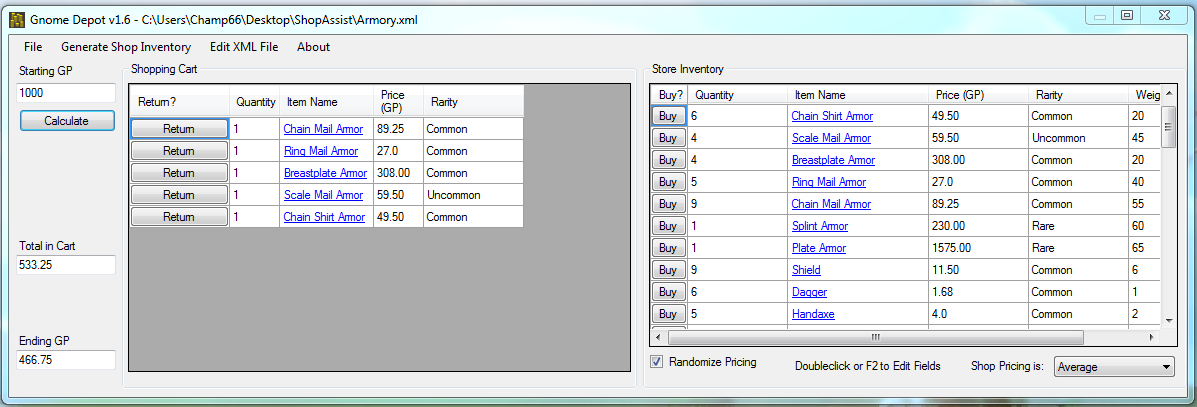 Gnome Depot v1.6 - C:\Users\Champ66\Desktop\ShopAssist\Armory.xml
File Generate Shop Inventory Edit XML File About
Starting GP
1000
Calculate
Total in Cart
533.25
Ending GP
466.75
Shopping Cart
Return? Quantity Item Name Price (GP) Rarity
Return 1 Chain Mail Armor 89.25 Common
Return 1 Ring Mail Armor 27.0 Common
Return 1 Breastplate Armor 308.00 Common
Return 1 Scale Mail Armor 59.50 Uncommon
Return 1 Chain Shirt Armor 49.50 Common
Store Inventory
Buy? Quantity Item Name Price (GP) Rarity Weig
Buy 6 Chain Shirt Armor 49.50 Common 20
Buy 4 Scale Mail Armor 59.50 Uncommon 45
Buy 4 Breastplate Armor 308.00 Common 20
Buy 5 Ring Mail Armor 27.0 Common 40
Buy 9 Chain Mail Armor 89.25 Common 55
Buy 1 Splint Armor 230.00 Rare 60
Buy 1 Plate Armor 1575.00 Rare 65
Buy 9 Shield 11.50 Common 6
Buy 6 Dagger 1.68 Common 1
Buy 5 Handaxe 4.0 Common 2
Randomize Pricing Doubleclick or F2 to Edit Fields Shop Pricing is: Average